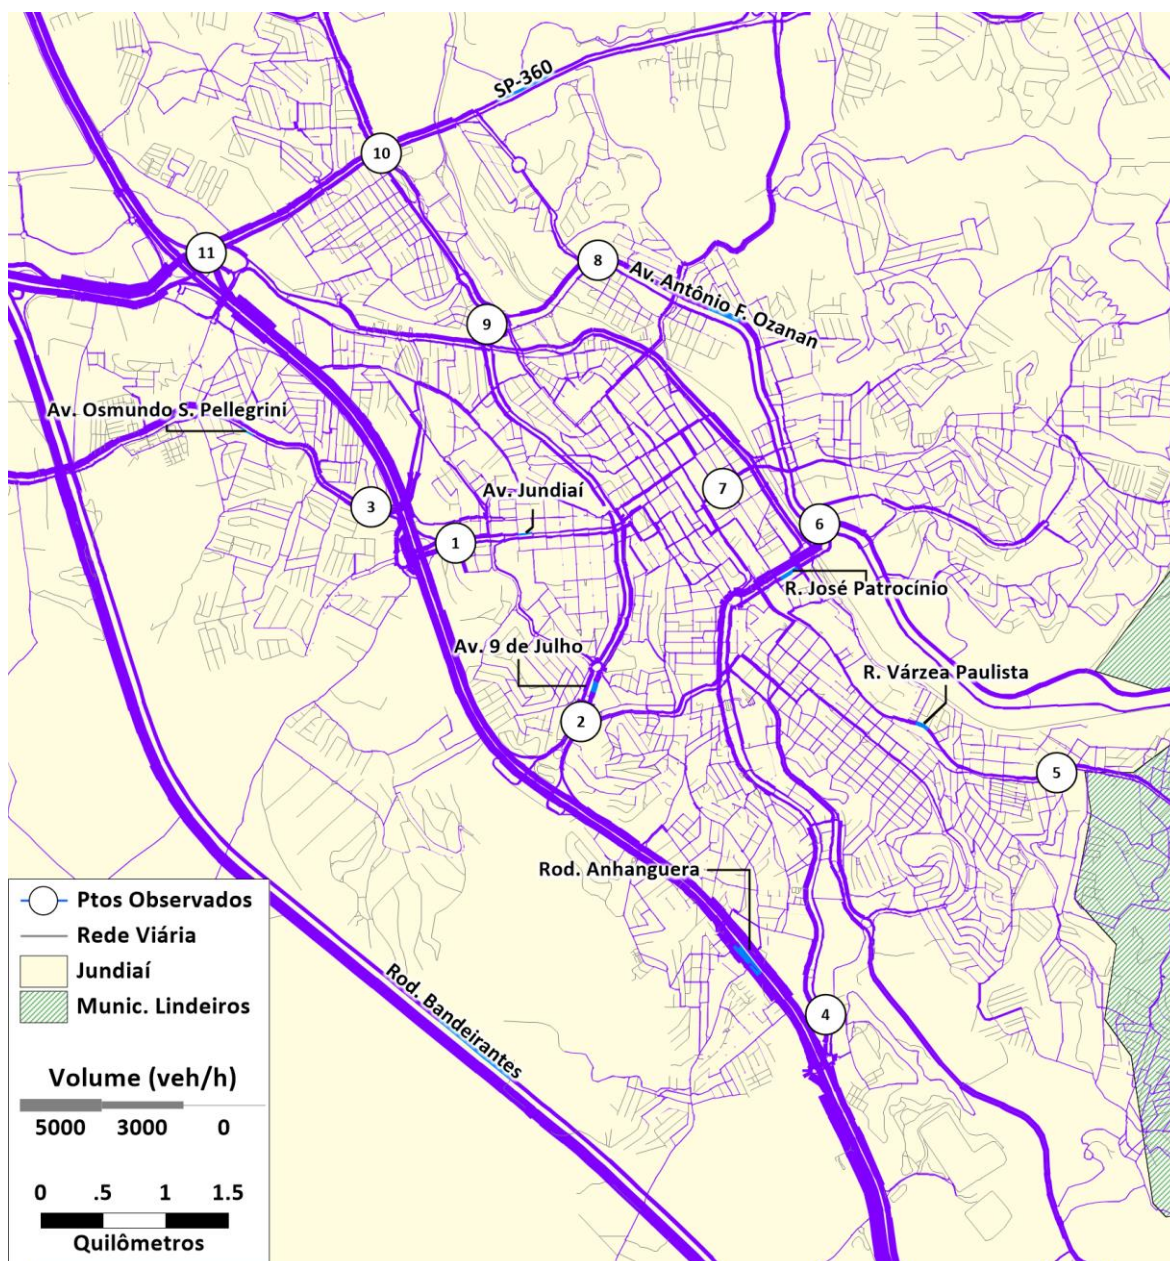 SP-360
10
11
8
Av. Antônio F. Ozanan
9
Av. Osmundo S. Pellegrini
Av. Jundiaí
7
3
6
1
R. José Patrocínio
Av. 9 de Julho
R. Várzea Paulista
2
5
Rod. Anhanguera
Rod. Bandeirantes
4
Ptos Observados
Rede Viária
Jundiaí
Munic. Lindeiros
Volume (veh/h)
5000 3000 0
0 .5 1 1.5
Quilômetros